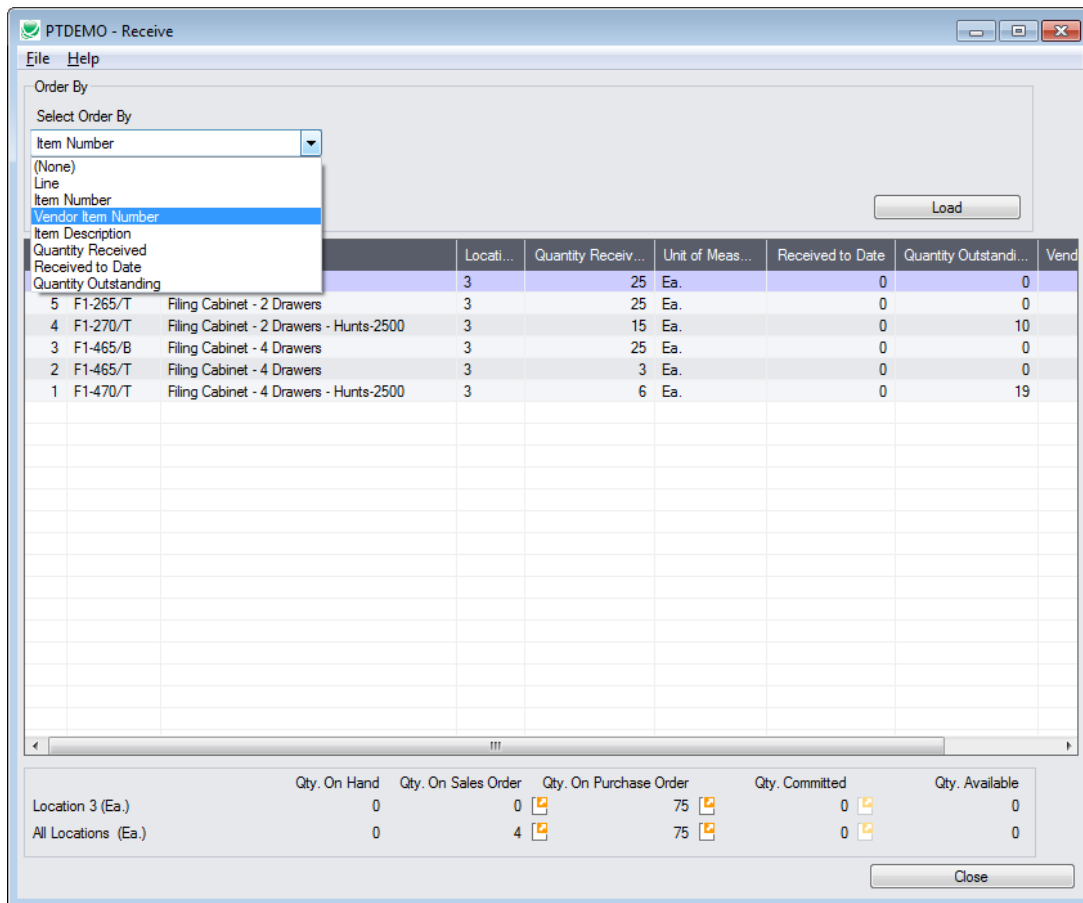 PTDEMO - Receive
File Help
Order By
Select Order By
Item Number
(None)
Line
Item Number
Vendor Item Number
Item Description
Quantity Received
Received to Date
Quantity Outstanding
Load
Locati... Quantity Receiv... Unit of Meas... Received to Date Quantity Outstandi... Vend
3 25 Ea. 0 0
5 F1-265/T Filing Cabinet - 2 Drawers 3 25 Ea. 0 0
4 F1-270/T Filing Cabinet - 2 Drawers - Hunts-2500 3 15 Ea. 0 10
3 F1-465/B Filing Cabinet - 4 Drawers 3 25 Ea. 0 0
2 F1-465/T Filing Cabinet - 4 Drawers 3 3 Ea. 0 0
1 F1-470/T Filing Cabinet - 4 Drawers - Hunts-2500 3 6 Ea. 0 19
Qty. On Hand Qty. On Sales Order Qty. On Purchase Order Qty. Committed Qty. Available
Location 3 (Ea.) 0 0 75 0 0
All Locations (Ea.) 0 4 75 0 0
Close